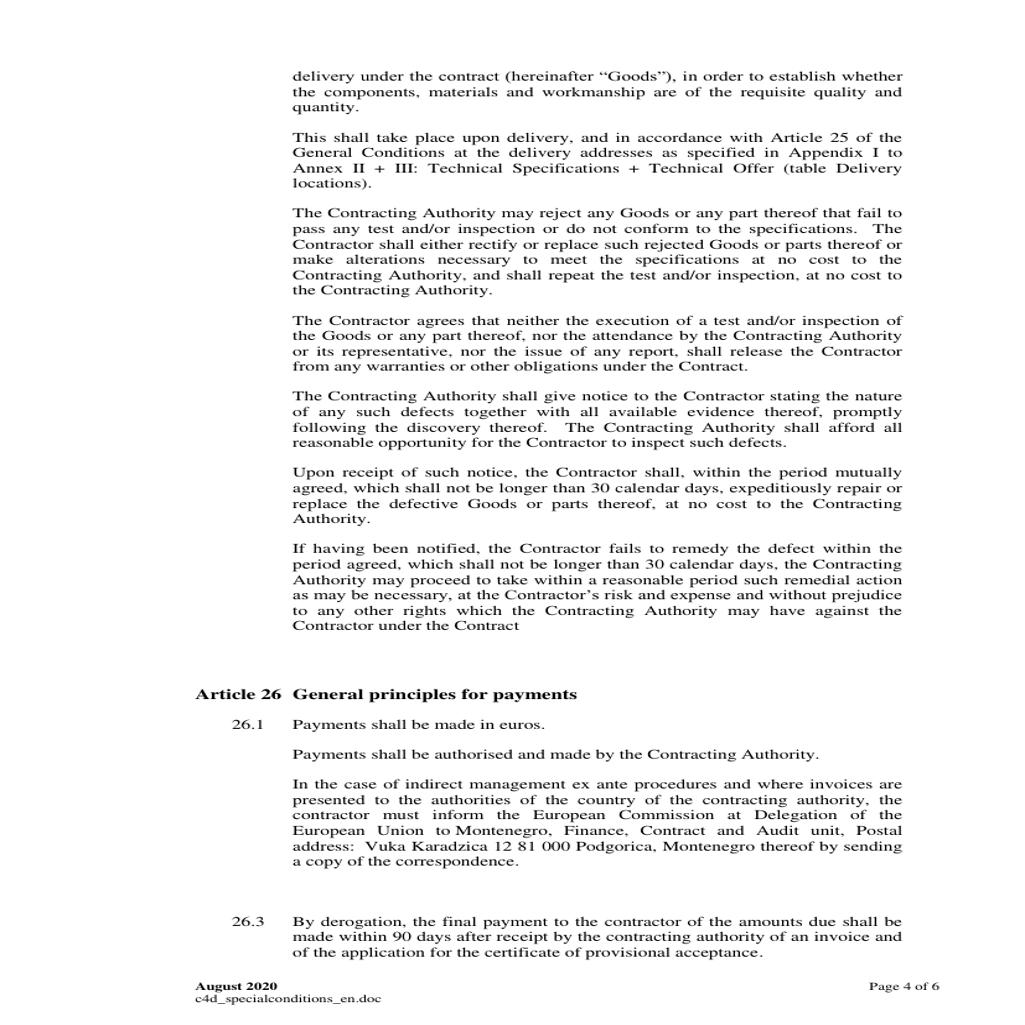 delivery under the contract (hereinafter “Goods”), in order to establish whether
the components, materials and workmanship are of the requisite quality and
quantity.
This shall take place upon delivery, and in accordance with Article 25 of the
General Conditions at the delivery addresses as specified in Appendix I to
Annex II + III: Technical Specifications + Technical Offer (table Delivery
locations).
The Contracting Authority may reject any Goods or any part thereof that fail to
pass any test and/or inspection or do not conform to the specifications.  The
Contractor shall either rectify or replace such rejected Goods or parts thereof or
make alterations necessary to meet the specifications at no cost to the
Contracting Authority, and shall repeat the test and/or inspection, at no cost to
the Contracting Authority.
The Contractor agrees that neither the execution of a test and/or inspection of
the Goods or any part thereof, nor the attendance by the Contracting Authority
or its representative, nor the issue of any report, shall release the Contractor
from any warranties or other obligations under the Contract.
The Contracting Authority shall give notice to the Contractor stating the nature
of any such defects together with all available evidence thereof, promptly
following the discovery thereof.  The Contracting Authority shall afford all
reasonable opportunity for the Contractor to inspect such defects.
Upon receipt of such notice, the Contractor shall, within the period mutually
agreed, which shall not be longer than 30 calendar days, expeditiously repair or
replace the defective Goods or parts thereof, at no cost to the Contracting
Authority.
If having been notified, the Contractor fails to remedy the defect within the
period agreed, which shall not be longer than 30 calendar days, the Contracting
Authority may proceed to take within a reasonable period such remedial action
as may be necessary, at the Contractor’s risk and expense and without prejudice
to any other rights which the Contracting Authority may have against the
Contractor under the Contract
Article 26 General principles for payments
26.1 Payments shall be made in euros.
Payments shall be authorised and made by the Contracting Authority.
In the case of indirect management ex ante procedures and where invoices are
presented to the authorities of the country of the contracting authority, the
contractor must inform the European Commission at Delegation of the
European Union to Montenegro, Finance, Contract and Audit unit, Postal
address:  Vuka Karadzica 12 81 000 Podgorica, Montenegro thereof by sending
a copy of the correspondence.
26.3 By derogation, the final payment to the contractor of the amounts due shall be
made within 90 days after receipt by the contracting authority of an invoice and
of the application for the certificate of provisional acceptance.
August 2020 Page 4 of 6
c4d_specialconditions_en.doc